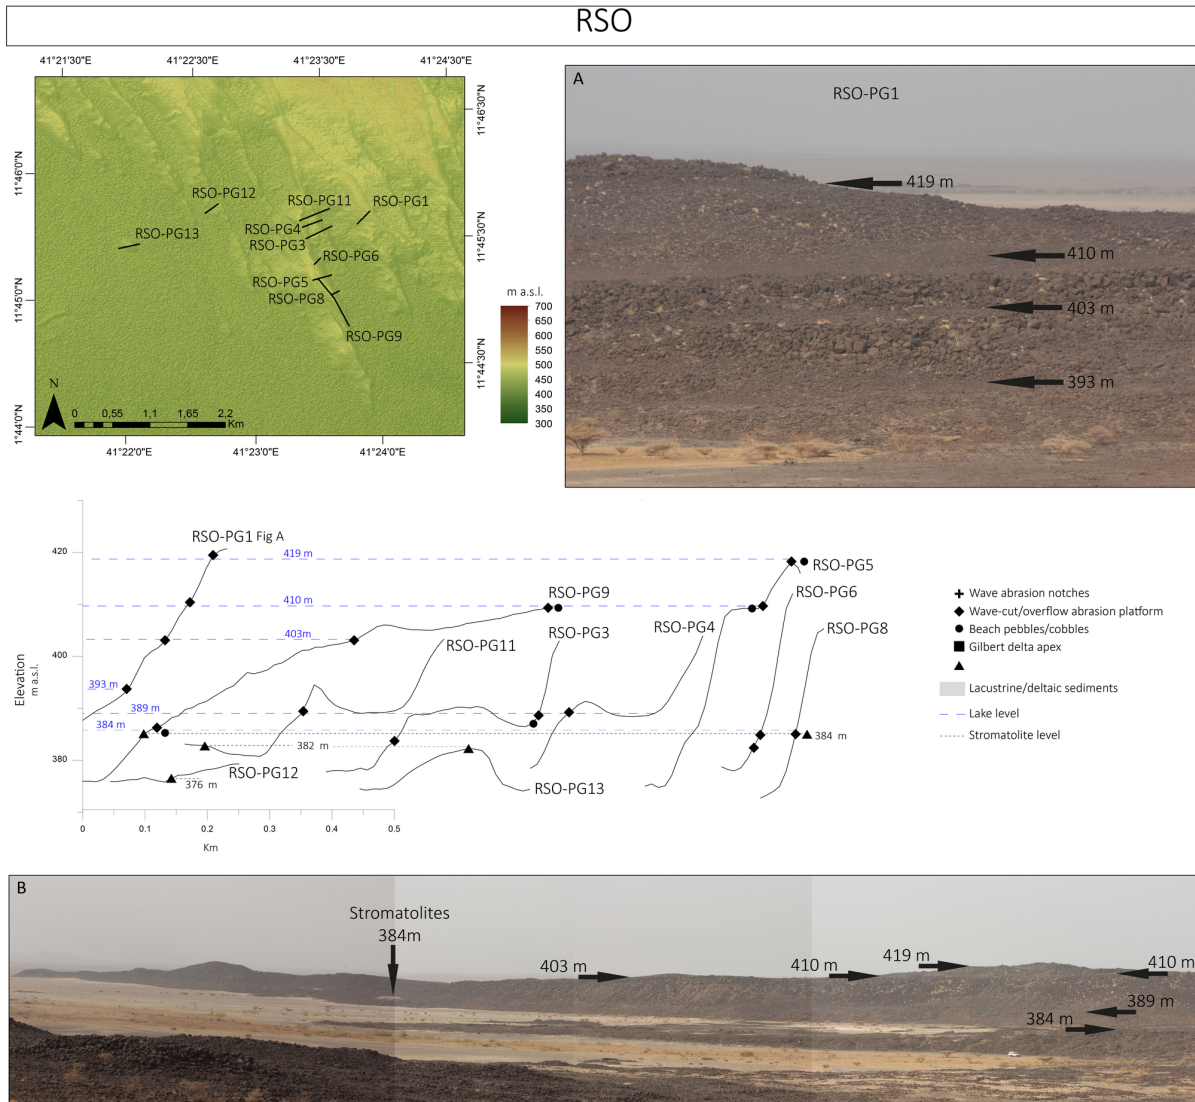 RSO
41°21'30"E
41°22'30"E
41°23'30"E
41°24'30"E
11°46'0"N
11°45'0"N
11°44'0"N
11°46'30"N
11°45'30"N
11°44'30"N
RSO-PG12
RSO-PG11
RSO-PG1
RSO-PG4
RSO-PG13
RSO-PG3
RSO-PG6
RSO-PG5
RSO-PG8
RSO-PG9
N
0 0,55 1,1 1,65 2,2
Km
41°22'0"E
41°23'0"E
41°24'0"E
m a.s.l.
700
650
600
550
500
450
400
350
300
A
RSO-PG1
419 m
410 m
403 m
393 m
Elevation
m a.s.l.
420
400
380
RSO-PG1 Fig A
419 m
RSO-PG5
410 m
RSO-PG9
RSO-PG6
403m
RSO-PG11
RSO-PG3
RSO-PG4
RSO-PG8
393 m
389 m
384 m
384 m
382 m
RSO-PG12
376 m
RSO-PG13
0 0.1 0.2 0.3 0.4 0.5
Km
Wave abrasion notches
Wave-cut/overflow abrasion platform
Beach pebbles/cobbles
Gilbert delta apex
Lacustrine/deltaic sediments
Lake level
Stromatolite level
B
Stromatolites
384m
403 m
410 m
419 m
410 m
389 m
384 m